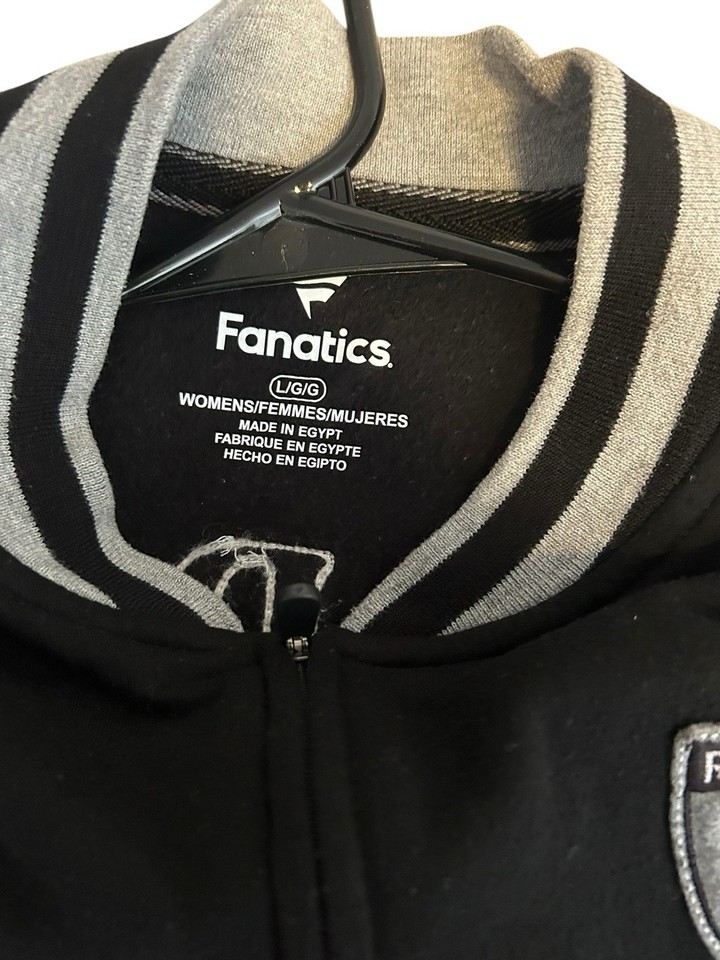 Fanatics.
L/G/G
WOMENS/FEMMES/MUJERES
MADE IN EGYPT
FABRIQUE EN EGYPTE
HECHO EN EGIPTO